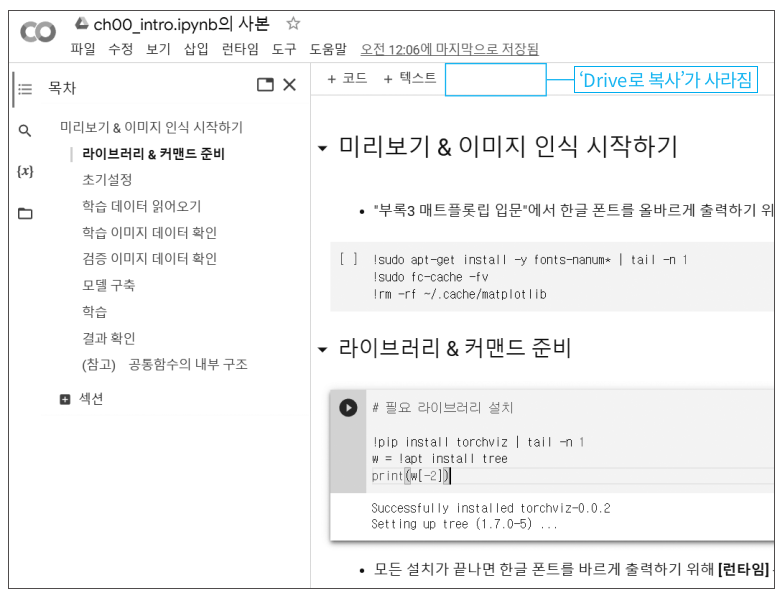 ch00_intro.ipynb의 사본
파일 수정 보기 삽입 런타임 도구 도움말 오전 12:06에 마지막으로 저장됨
목차
미리보기 & 이미지 인식 시작하기
라이브러리 & 커맨드 준비
초기설정
학습 데이터 읽어오기
학습 이미지 데이터 확인
검증 이미지 데이터 확인
모델 구축
학습
결과 확인
(참고) 공통함수의 내부 구조
섹션
{x}
+ 코드 + 텍스트
'Drive로 복사'가 사라짐
미리보기 & 이미지 인식 시작하기
• "부록3 매트플롯립 입문"에서 한글 폰트를 올바르게 출력하기 위
[ ] !sudo apt-get install -y fonts-nanum* | tail -n 1
!sudo fc-cache -fv
!rm -rf ~/.cache/matplotlib
라이브러리 & 커맨드 준비
# 필요 라이브러리 설치
!pip install torchviz | tail -n 1
w = !apt install tree
print(w[-2])
Successfully installed torchviz-0.0.2
Setting up tree (1.7.0-5) ...
• 모든 설치가 끝나면 한글 폰트를 바르게 출력하기 위해 [런타임]